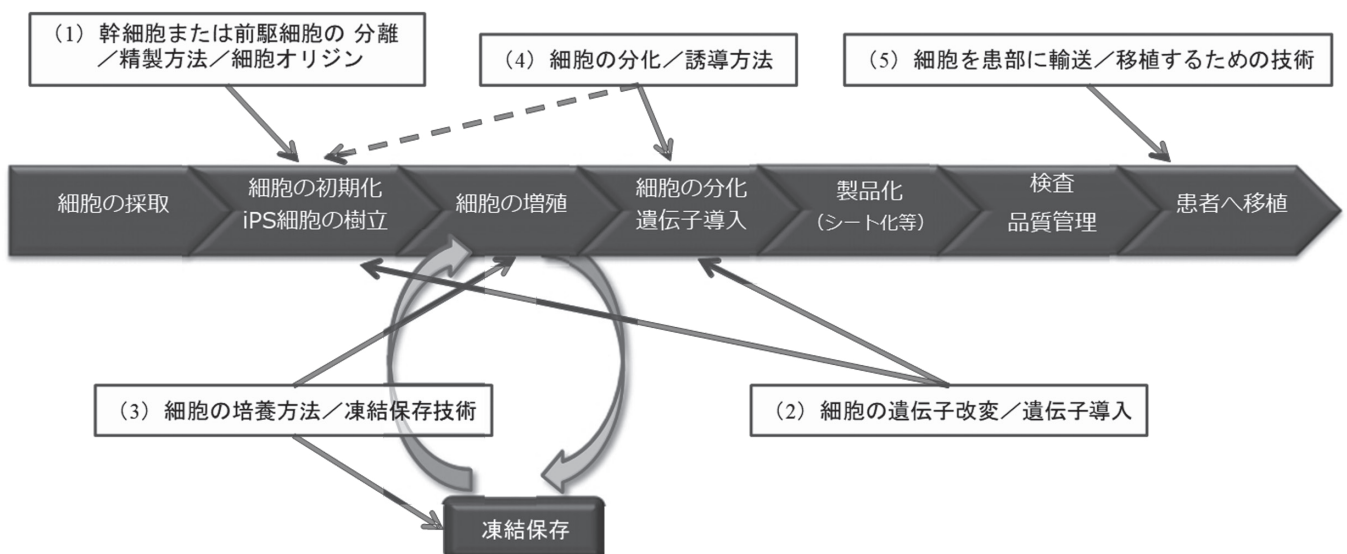 （1）幹細胞または前駆細胞の 分離
／精製方法／細胞オリジン
（4）細胞の分化／誘導方法
（5）細胞を患部に輸送／移植するための技術
細胞の採取
細胞の初期化
iPS細胞の樹立
細胞の増殖
細胞の分化
遺伝子導入
製品化
（シート化等）
検査
品質管理
患者へ移植
（3）細胞の培養方法／凍結保存技術
（2）細胞の遺伝子改変／遺伝子導入
凍結保存